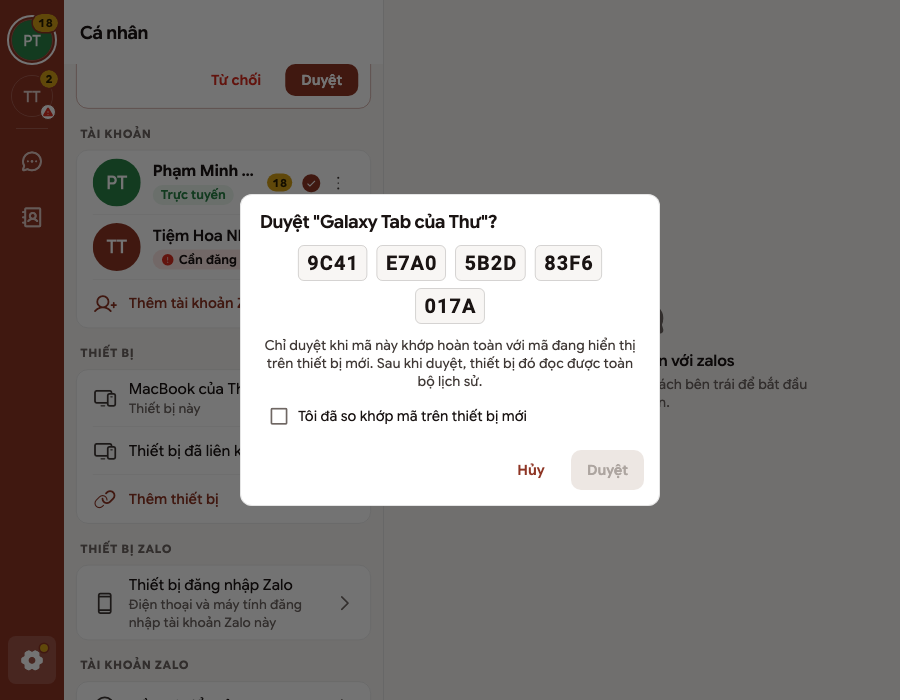 18
PT
2
TT
Cá nhân
Từ chối
Duyệt
TÀI KHOẢN
PT
Phạm Minh ...
Trực tuyến
18
TT
Tiệm Hoa
Cần đăng
Thêm tài khoản
THIẾT BỊ
MacBook của
Thiết bị này
Thiết bị đã liên
Thêm thiết bị
THIẾT BỊ ZALO
Thiết bị đăng nhập Zalo
Điện thoại và máy tính đăng
nhập tài khoản Zalo này
TÀI KHOẢN ZALO
Duyệt "Galaxy Tab của Thư"?
9C41 E7A0 5B2D 83F6
017A
Chỉ duyệt khi mã này khớp hoàn toàn với mã đang hiển thị
trên thiết bị mới. Sau khi duyệt, thiết bị đó đọc được toàn
bộ lịch sử.
Tôi đã so khớp mã trên thiết bị mới
Hủy
Duyệt
với zalos
bên trái để bắt đầu